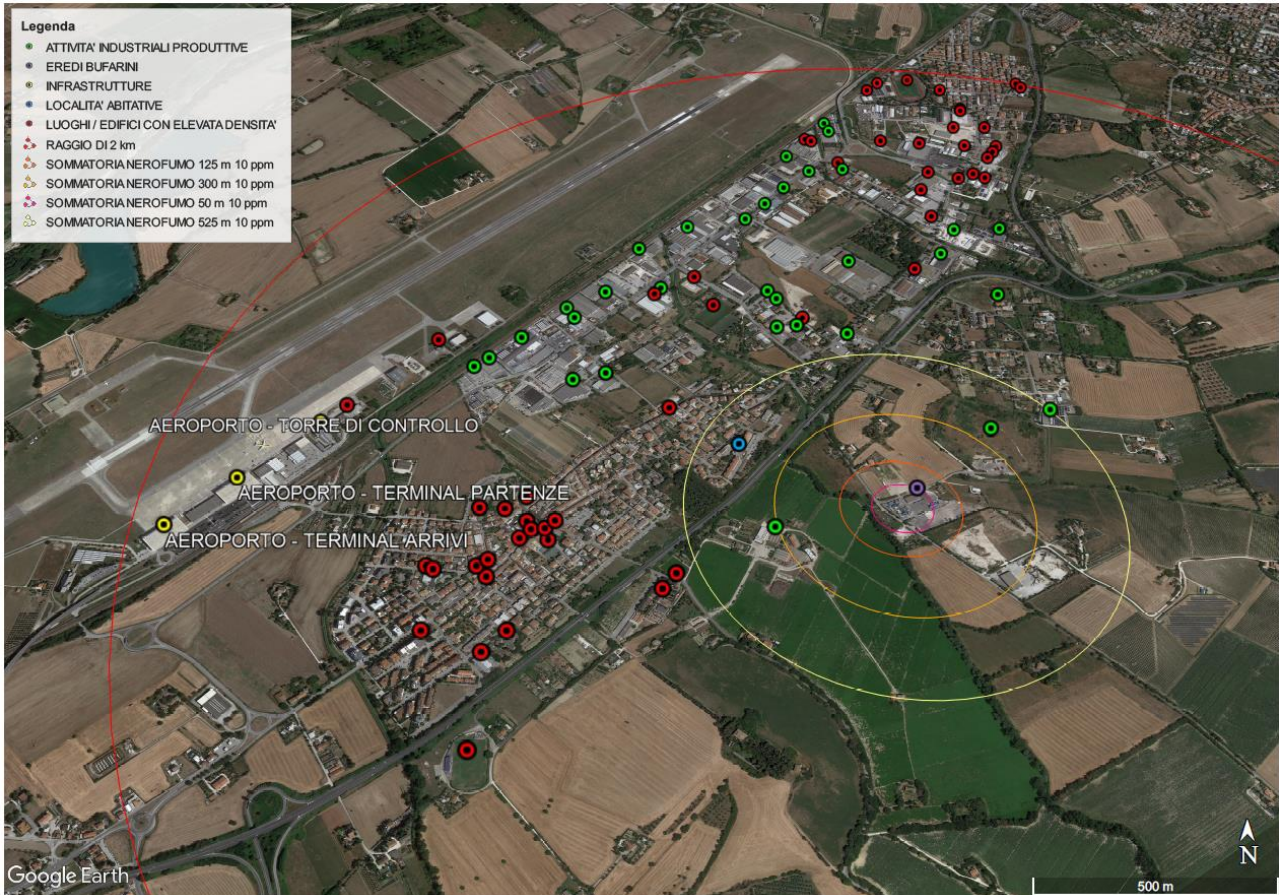 Legenda
ATTIVITA' INDUSTRIALI PRODUTTIVE
EREDI BUFARINI
INFRASTRUTTURE
LOCALITA' ABITATIVE
LUOGHI / EDIFICI CON ELEVATA DENSITA'
RAGGIO DI 2 km
SOMMATORIA NEROFUMO 125 m 10 ppm
SOMMATORIA NEROFUMO 300 m 10 ppm
SOMMATORIA NEROFUMO 50 m 10 ppm
SOMMATORIA NEROFUMO 525 m 10 ppm
AEROPORTO - TORRE DI CONTROLLO
AEROPORTO - TERMINAL PARTENZE
AEROPORTO - TERMINAL ARRIVI
N
Google Earth
500 m